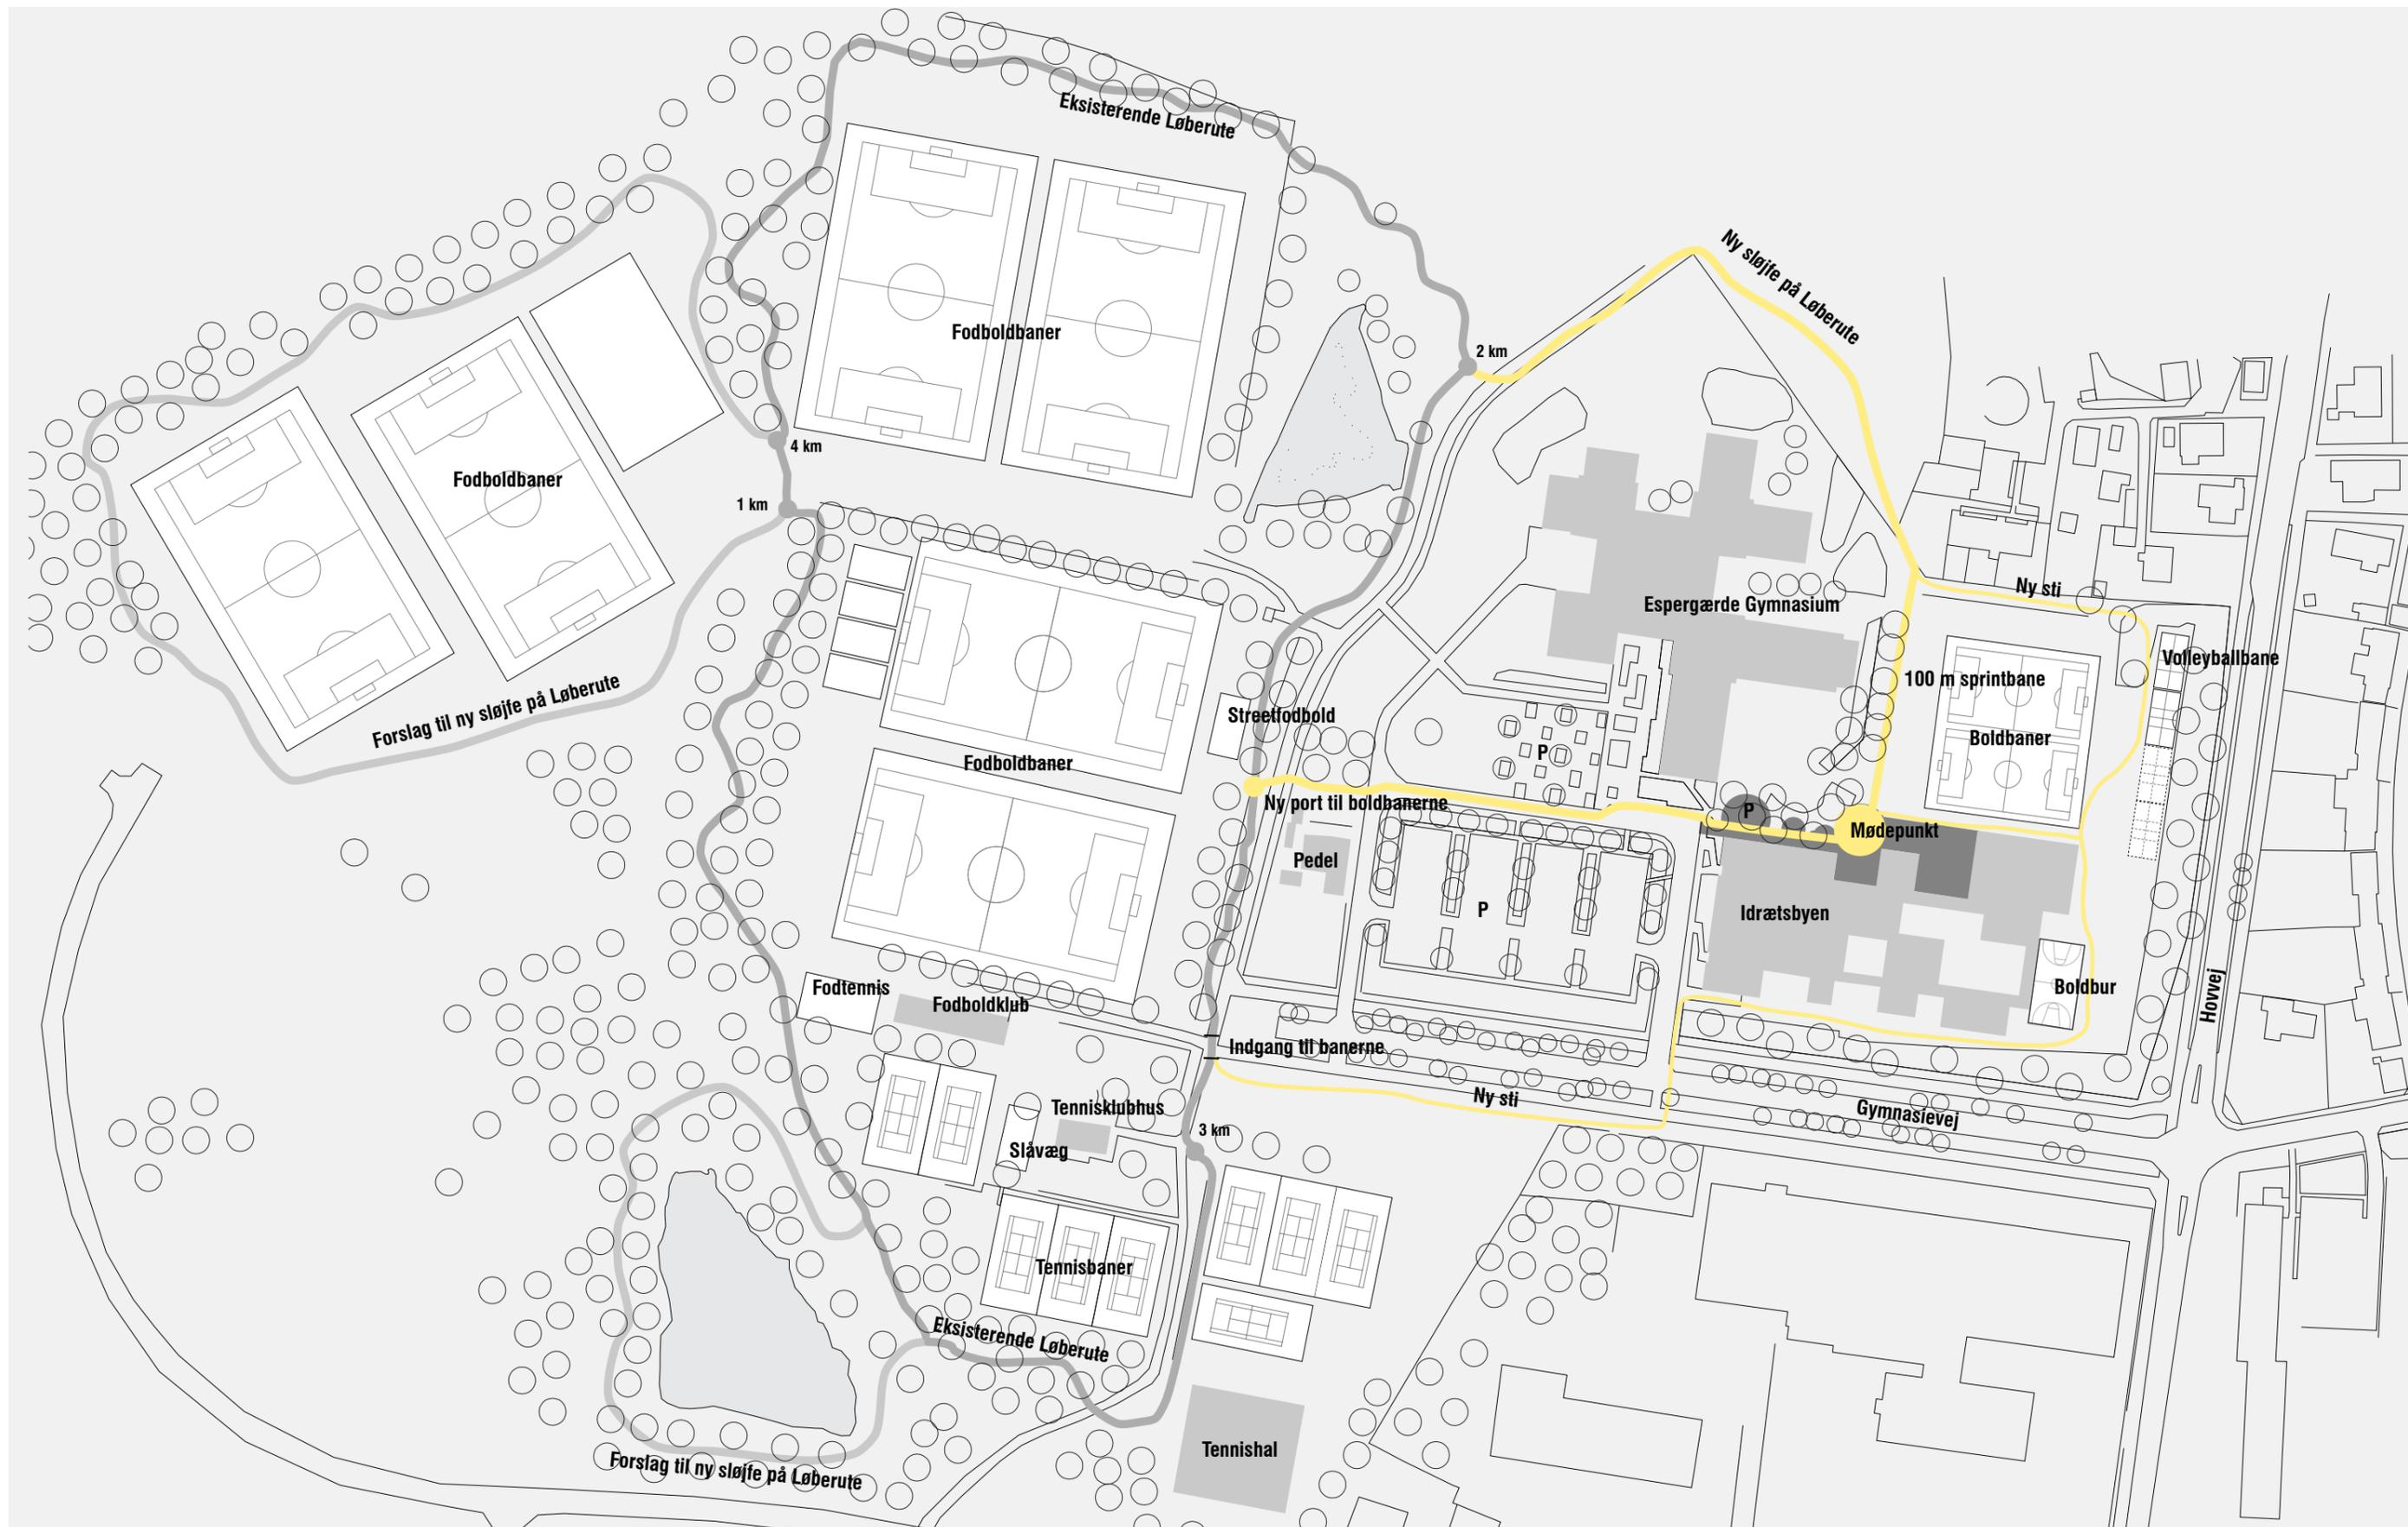 Eksisterende Løberute
Ny sløjfe på Løberute
Fodboldbaner
2 km
4 km
Fodboldbaner
1 km
Ny sti
Espergærde Gymnasium
Volleyballbane
100 m sprintbane
Forslag til ny sløjfe på Løberute
Streetfodbold
Boldbaner
P
Fodboldbaner
Ny port til boldbanerne
P
Mødepunkt
Pedel
P
Idrætsbyen
Fodtennis
Boldbur
Hovvej
Fodboldklub
Indgang til banerne
Ny sti
Tennisklubhus
Gymnasievej
3 km
Slåvæg
Tennisbaner
Eksisterende Løberute
Tennishal
Forslag til ny sløjfe på Løberute